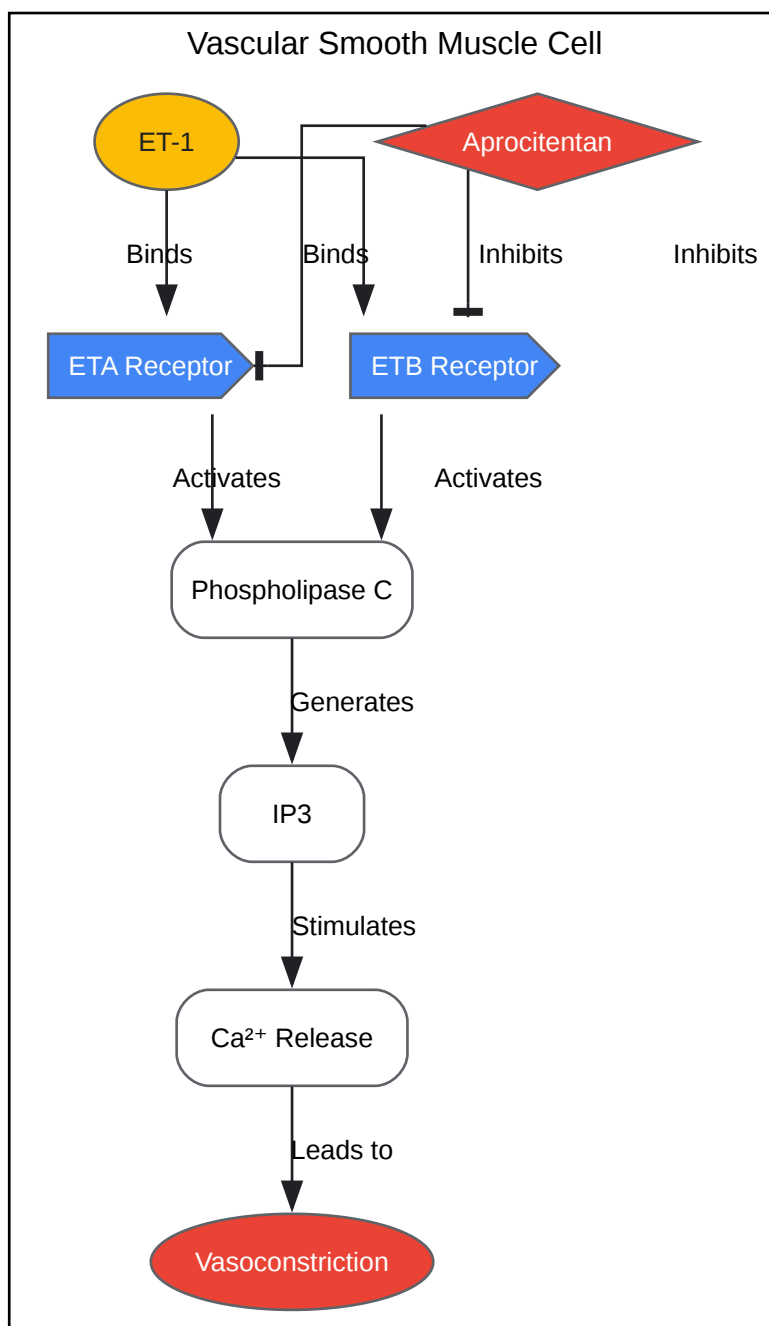 Vascular Smooth Muscle Cell
ET-1
Aprocitentan
Binds
Binds
Inhibits
Inhibits
ETA Receptor
ETB Receptor
Activates
Activates
Phospholipase C
Generates
IP3
Stimulates
Ca²⁺ Release
Leads to
Vasoconstriction